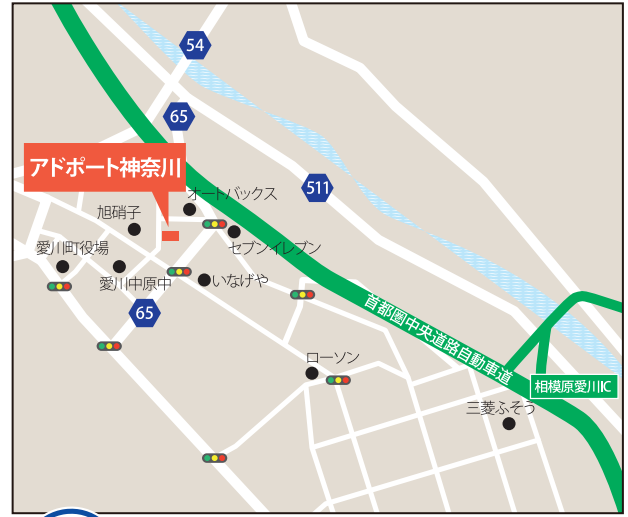 54
65
アドポート神奈川
511
オートバックス
旭硝子
セブンイレブン
愛川町役場
愛川中原中
いなげや
65
首都圏中央道路自動車道
ローソン
相模原愛川IC
三菱ふそう